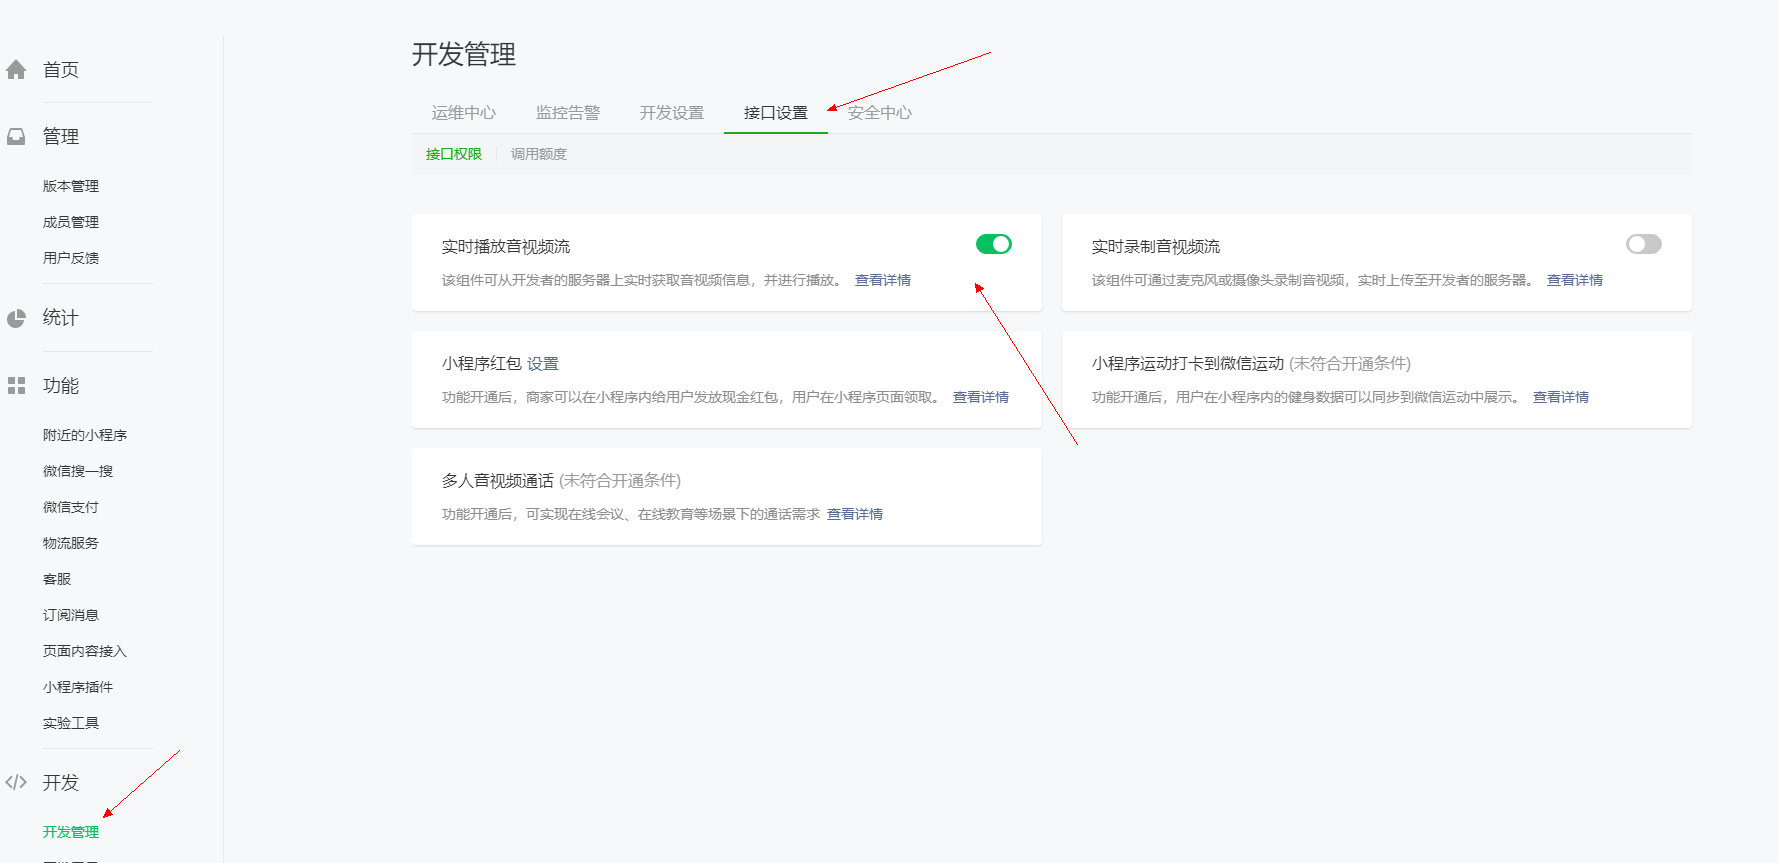 首页
管理
版本管理
成员管理
用户反馈
统计
功能
附近的小程序
微信搜一搜
微信支付
物流服务
客服
订阅消息
页面内容接入
小程序插件
实验工具
开发
开发管理
开发管理
运维中心 监控告警 开发设置 接口设置 安全中心
接口权限 调用额度
实时播放音视频流
该组件可从开发者的服务器上实时获取音视频信息，并进行播放。 查看详情
实时录制音视频流
该组件可通过麦克风或摄像头录制音视频，实时上传至开发者的服务器。 查看详情
小程序红包 设置
功能开通后，商家可以在小程序内给用户发放现金红包，用户在小程序页面领取。 查看详情
小程序运动打卡到微信运动 (未符合开通条件)
功能开通后，用户在小程序内的健身数据可以同步到微信运动中展示。 查看详情
多人音视频通话 (未符合开通条件)
功能开通后，可实现在线会议、在线教育等场景下的通话需求 查看详情